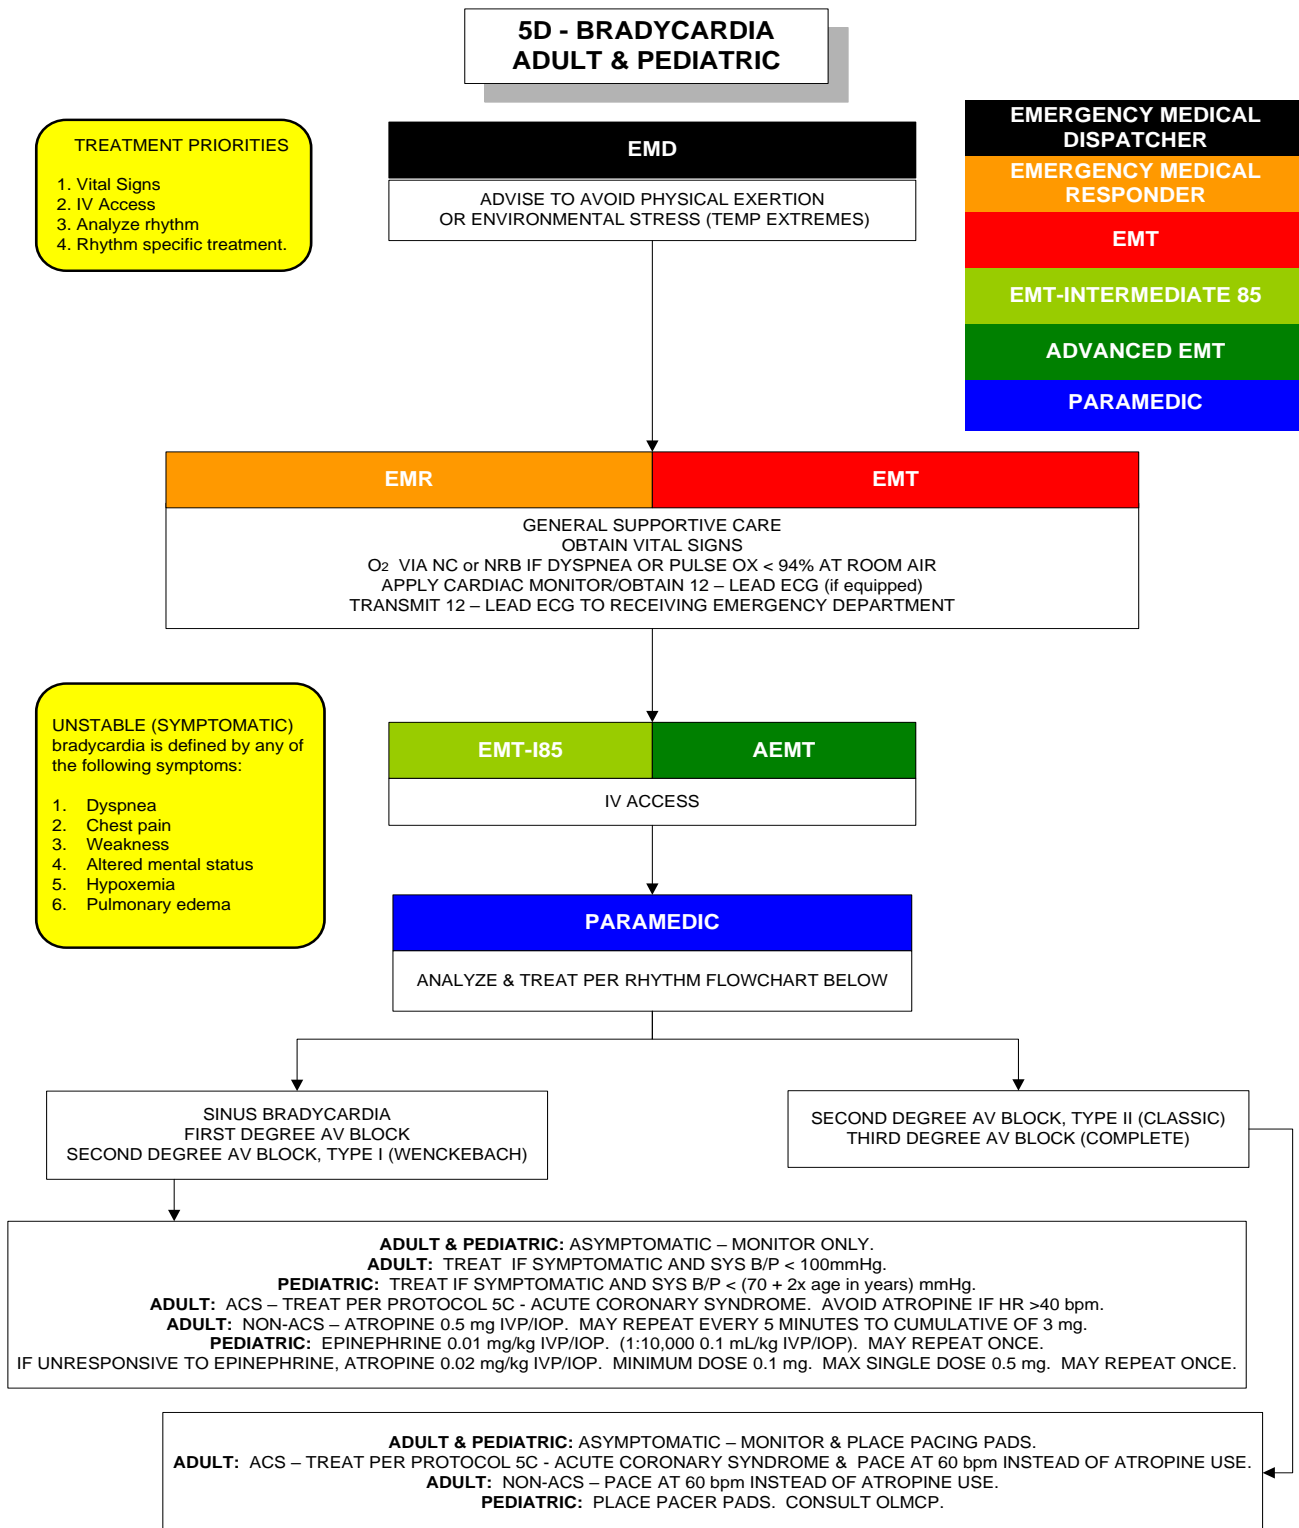 5D - BRADYCARDIA
ADULT & PEDIATRIC
TREATMENT PRIORITIES
1. Vital Signs
2. IV Access
3. Analyze rhythm
4. Rhythm specific treatment.
EMD
ADVISE TO AVOID PHYSICAL EXERTION
OR ENVIRONMENTAL STRESS (TEMP EXTREMES)
EMERGENCY MEDICAL
DISPATCHER
EMERGENCY MEDICAL
RESPONDER
EMT
EMT-INTERMEDIATE 85
ADVANCED EMT
PARAMEDIC
EMR
EMT
GENERAL SUPPORTIVE CARE
OBTAIN VITAL SIGNS
O2 VIA NC or NRB IF DYSPNEA OR PULSE OX < 94% AT ROOM AIR
APPLY CARDIAC MONITOR/OBTAIN 12 – LEAD ECG (if equipped)
TRANSMIT 12 – LEAD ECG TO RECEIVING EMERGENCY DEPARTMENT
UNSTABLE (SYMPTOMATIC)
bradycardia is defined by any of
the following symptoms:
1. Dyspnea
2. Chest pain
3. Weakness
4. Altered mental status
5. Hypoxemia
6. Pulmonary edema
EMT-I85
AEMT
IV ACCESS
PARAMEDIC
ANALYZE & TREAT PER RHYTHM FLOWCHART BELOW
SINUS BRADYCARDIA
FIRST DEGREE AV BLOCK
SECOND DEGREE AV BLOCK, TYPE I (WENCKEBACH)
SECOND DEGREE AV BLOCK, TYPE II (CLASSIC)
THIRD DEGREE AV BLOCK (COMPLETE)
ADULT & PEDIATRIC: ASYMPTOMATIC – MONITOR ONLY.
ADULT: TREAT IF SYMPTOMATIC AND SYS B/P < 100mmHg.
PEDIATRIC: TREAT IF SYMPTOMATIC AND SYS B/P < (70 + 2x age in years) mmHg.
ADULT: ACS – TREAT PER PROTOCOL 5C - ACUTE CORONARY SYNDROME. AVOID ATROPINE IF HR >40 bpm.
ADULT: NON-ACS – ATROPINE 0.5 mg IVP/IOP. MAY REPEAT EVERY 5 MINUTES TO CUMULATIVE OF 3 mg.
PEDIATRIC: EPINEPHRINE 0.01 mg/kg IVP/IOP. (1:10,000 0.1 mL/kg IVP/IOP). MAY REPEAT ONCE.
IF UNRESPONSIVE TO EPINEPHRINE, ATROPINE 0.02 mg/kg IVP/IOP. MINIMUM DOSE 0.1 mg. MAX SINGLE DOSE 0.5 mg. MAY REPEAT ONCE.
ADULT & PEDIATRIC: ASYMPTOMATIC – MONITOR & PLACE PACING PADS.
ADULT: ACS – TREAT PER PROTOCOL 5C - ACUTE CORONARY SYNDROME & PACE AT 60 bpm INSTEAD OF ATROPINE USE.
ADULT: NON-ACS – PACE AT 60 bpm INSTEAD OF ATROPINE USE.
PEDIATRIC: PLACE PACER PADS. CONSULT OLMCP.